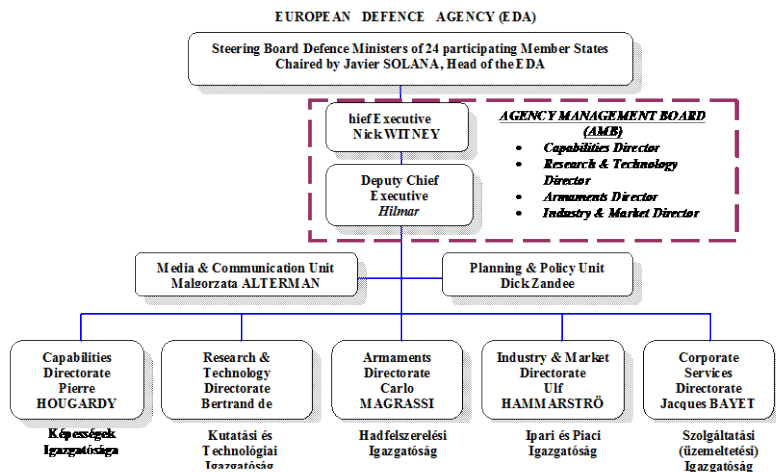 EUROPEAN DEFENCE AGENCY (EDA)
Steering Board Defence Ministers of 24 participating Member States
Chaired by Javier SOLANA, Head of the EDA
hief Executive
Nick WITNEY
Deputy Chief
Executive
Hilmar
AGENCY MANAGEMENT BOARD
(AMB)
• Capabilities Director
• Research & Technology
Director
• Armaments Director
• Industry & Market Director
Media & Communication Unit
Malgorzata ALTERMAN
Planning & Policy Unit
Dick Zandee
Capabilities
Directorate
Pierre
HOUGARDY
Research &
Technology
Directorate
Bertrand de
Armaments
Directorate
Carlo
MAGRASSI
Industry & Market
Directorate
Ulf
HAMMARSTRÖ
Corporate
Services
Directorate
Jacques BAYET
Képességek
Igazgatósága
Kutatási és
Technológiai
Igazgatóság
Hadfelszerelési
Igazgatóság
Ipari és Piaci
Igazgatóság
Szolgáltatási
(üzemeltetési)
Igazgatóság